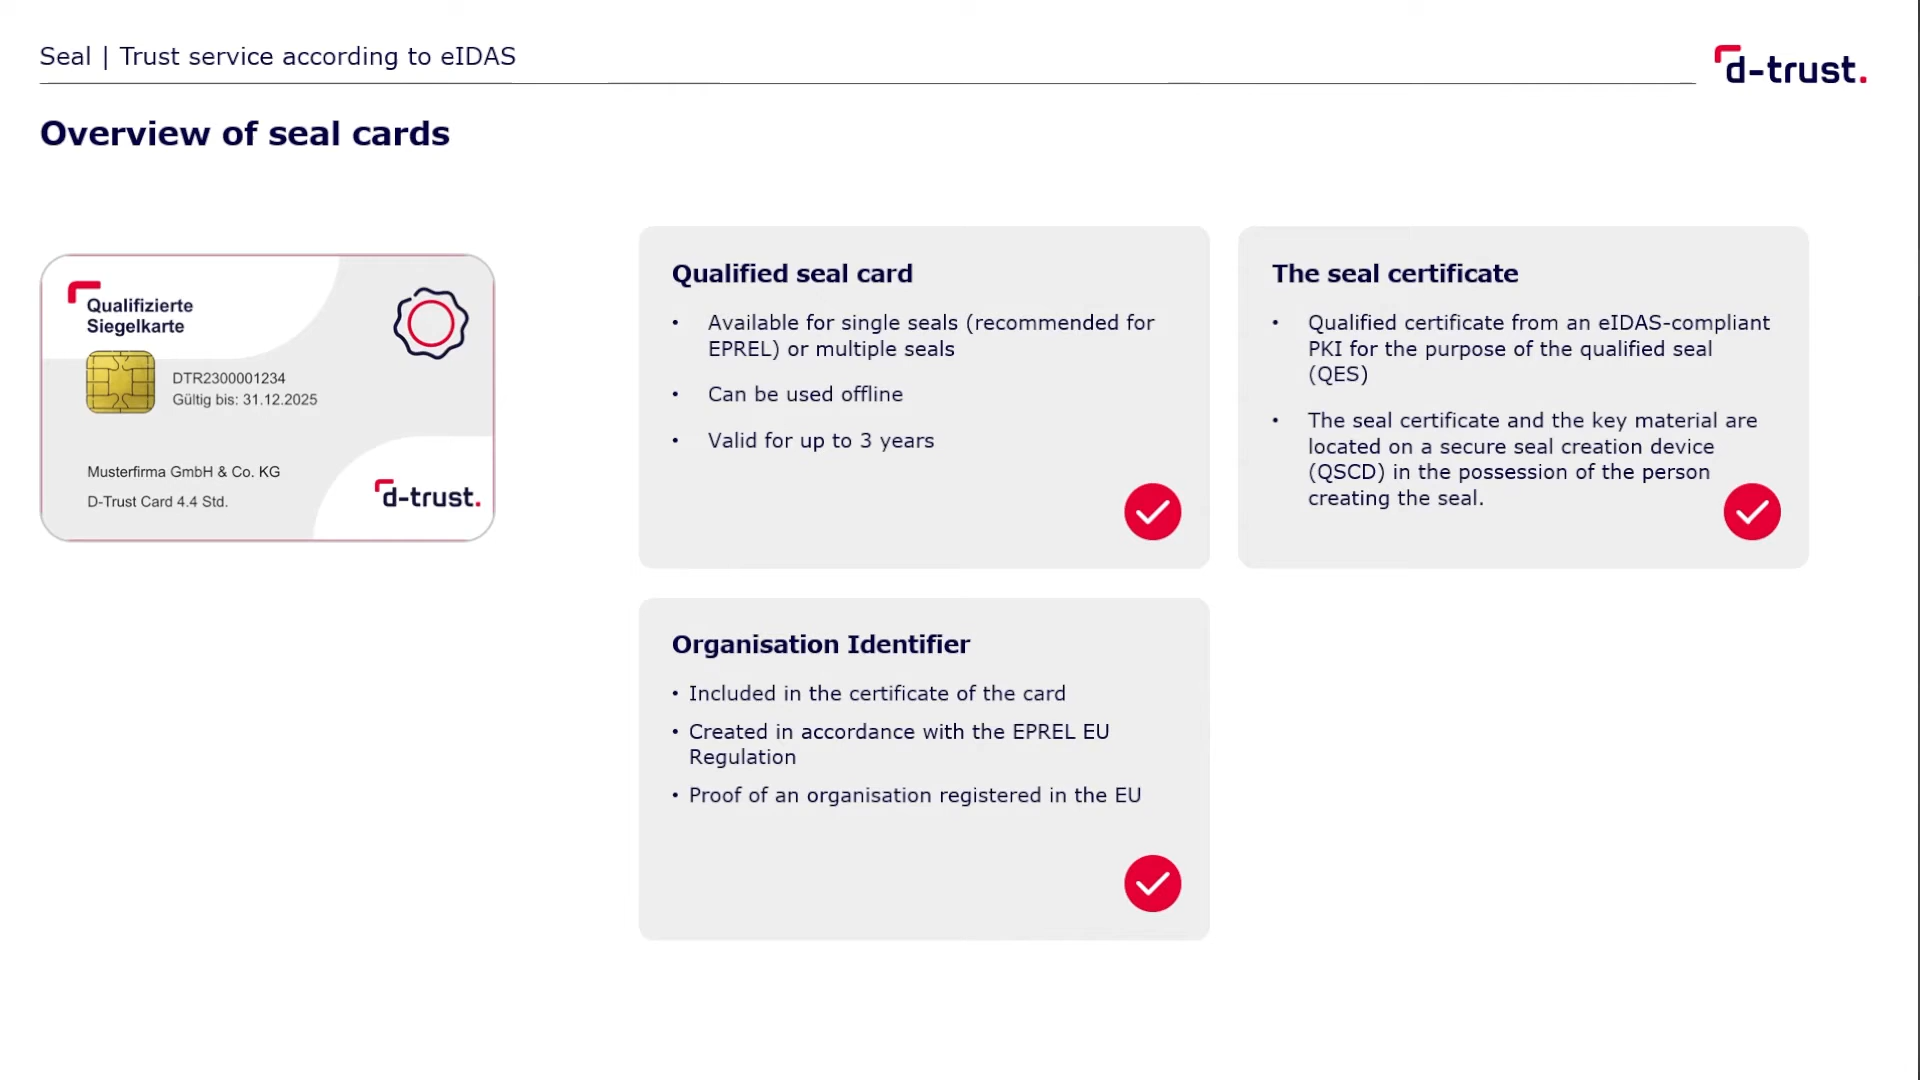 Seal | Trust service according to eIDAS
d-trust.
Overview of seal cards
Qualifizierte
Siegelkarte
DTR2300001234
Gültig bis: 31.12.2025
Musterfirma GmbH & Co. KG
D-Trust Card 4.4 Std.
d-trust.
Qualified seal card
• Available for single seals (recommended for
EPREL) or multiple seals
• Can be used offline
• Valid for up to 3 years
The seal certificate
• Qualified certificate from an eIDAS-compliant
PKI for the purpose of the qualified seal
(QES)
• The seal certificate and the key material are
located on a secure seal creation device
(QSCD) in the possession of the person
creating the seal.
Organisation Identifier
• Included in the certificate of the card
• Created in accordance with the EPREL EU
Regulation
• Proof of an organisation registered in the EU